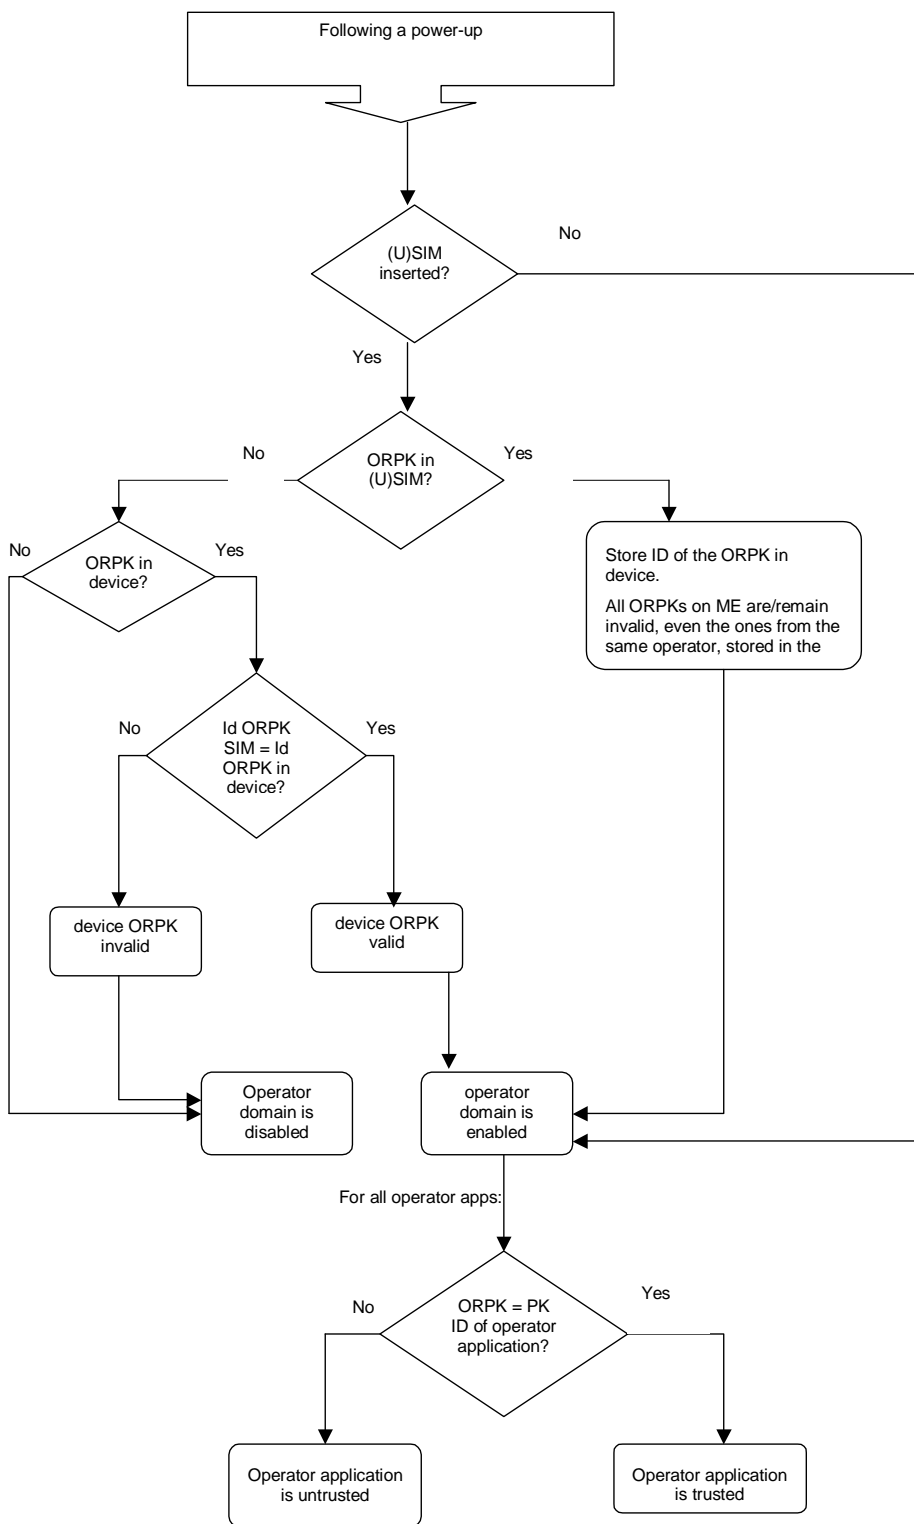 Following a power-up
(U)SIM
inserted?
No
Yes
ORPK in
(U)SIM?
No
Yes
ORPK in
device?
No
Yes
Store ID of the ORPK in
device.
All ORPKs on ME are/remain
invalid, even the ones from the
same operator, stored in the
Id ORPK
SIM = Id
ORPK in
device?
No
Yes
device ORPK
invalid
device ORPK
valid
Operator
domain is
disabled
operator
domain is
enabled
For all operator apps:
ORPK = PK
ID of operator
application?
No
Yes
Operator application
is untrusted
Operator application
is trusted